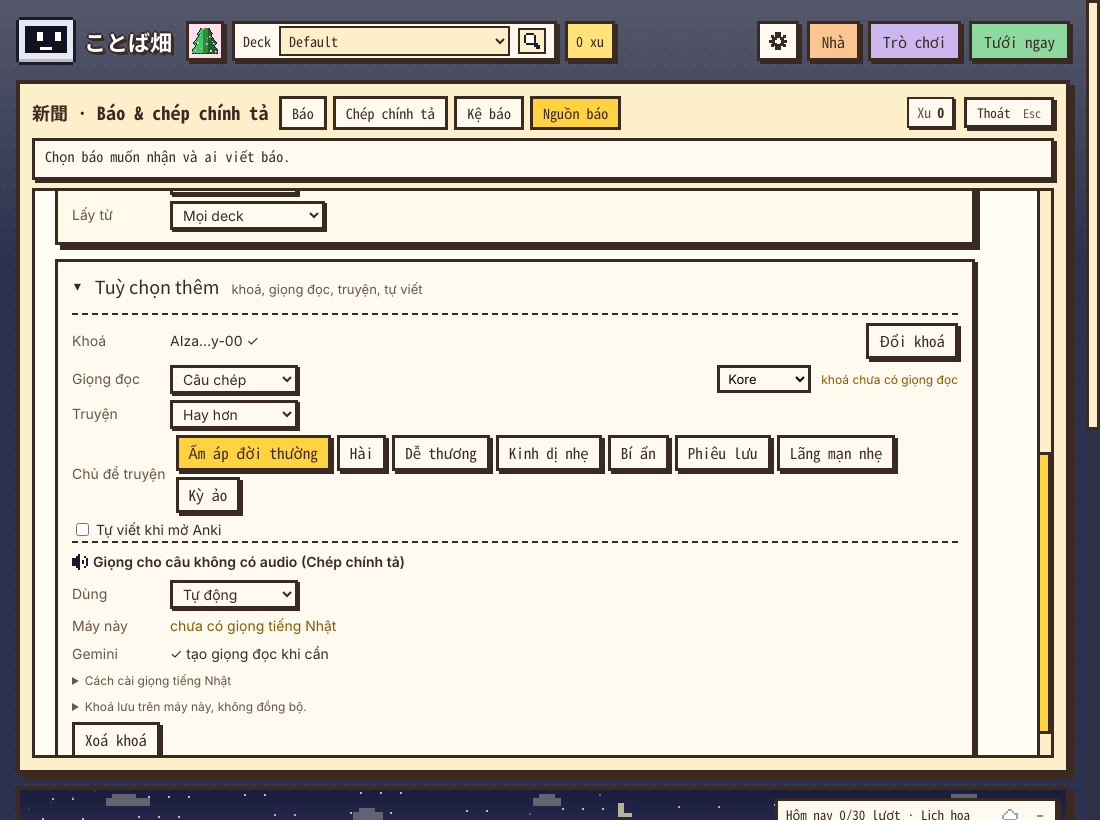 ことば畑 Deck Default 0 xu Nhà Trò chơi Tưới ngay
新聞 · Báo & chép chính tả Báo Chép chính tả Kệ báo Nguồn báo Xu 0 Thoát Esc
Chọn báo muốn nhận và ai viết báo.
Lấy từ Mọi deck
▼ Tuỳ chọn thêm khoá, giọng đọc, truyện, tự viết
Khoá Alza...y-00 ✓ Đổi khoá
Giọng đọc Câu chép Kore khoá chưa có giọng đọc
Truyện Hay hơn
Chủ đề truyện Ấm áp đời thường Hài Dễ thương Kinh dị nhẹ Bí ẩn Phiêu lưu Lãng mạn nhẹ
Kỳ ảo
Tự viết khi mở Anki
Giọng cho câu không có audio (Chép chính tả)
Dùng Tự động
Máy này chưa có giọng tiếng Nhật
Gemini ✓ tạo giọng đọc khi cần
▶ Cách cài giọng tiếng Nhật
▶ Khoá lưu trên máy này, không đồng bộ.
Xoá khoá
Hôm nay 0/30 lượt · Lịch hoạ −